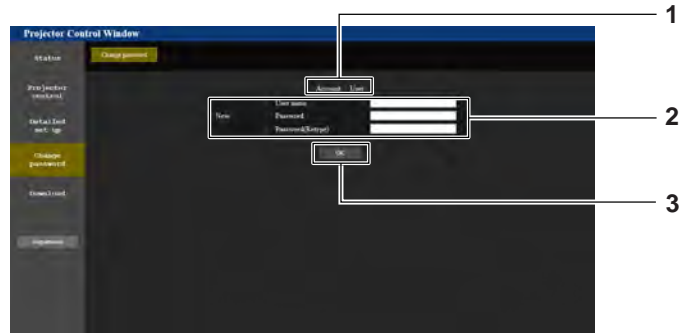 1
Projector Control Window
Status
Change password
Projector
control
Account User
User name
New Password
Password(Retype)
2
Detailed
set up
OK
Change
password
3
Download